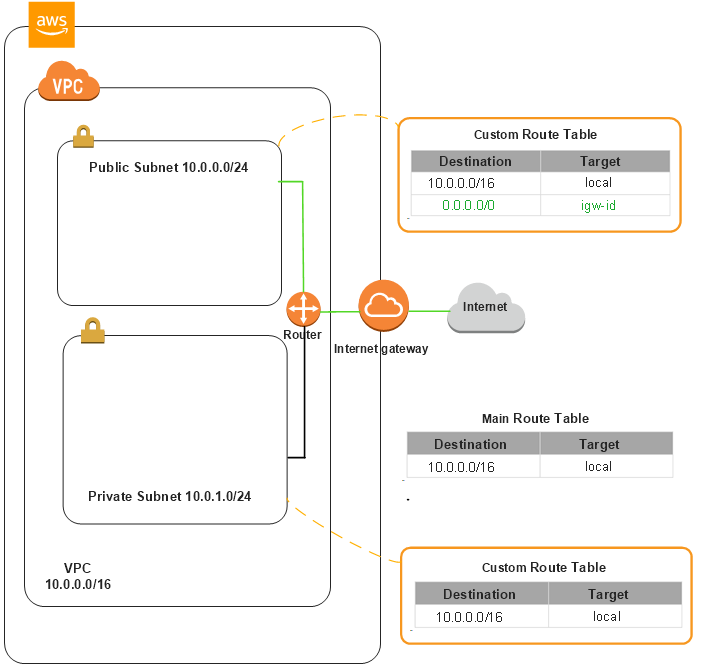 aws
VPC
Public Subnet 10.0.0.0/24
Custom Route Table
Destination Target
10.0.0.0/16 local
0.0.0.0/0 igw-id
Router
Internet gateway
Internet
Main Route Table
Destination Target
10.0.0.0/16 local
Private Subnet 10.0.1.0/24
VPC
10.0.0.0/16
Custom Route Table
Destination Target
10.0.0.0/16 local